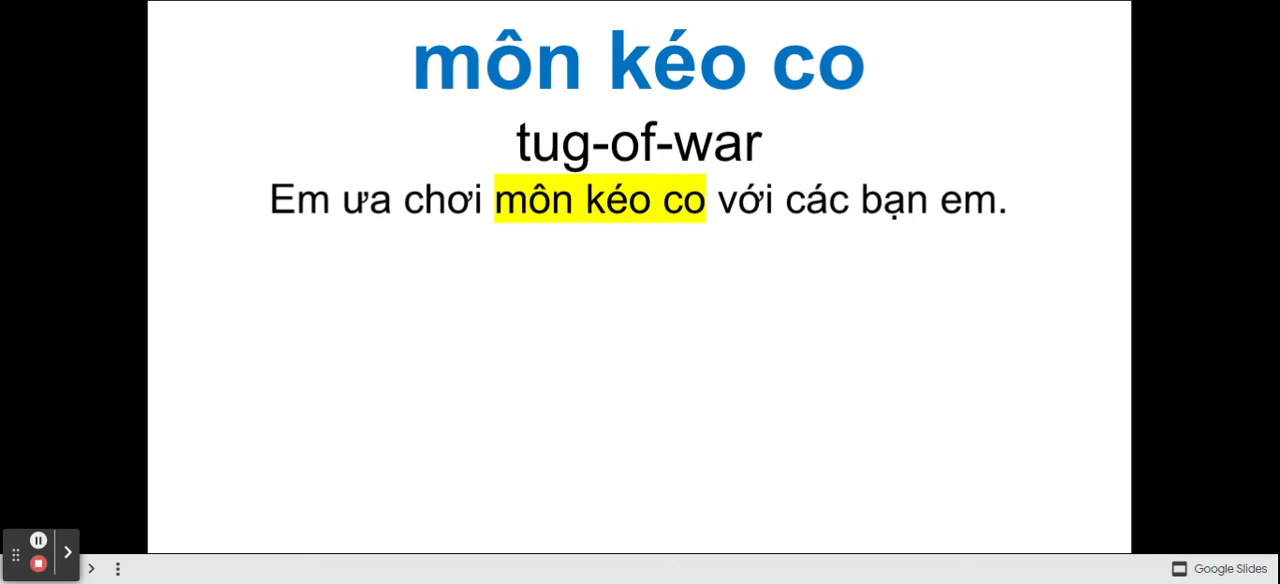 môn kéo co
tug-of-war
Em ưa chơi môn kéo co với các bạn em.
Google Slides